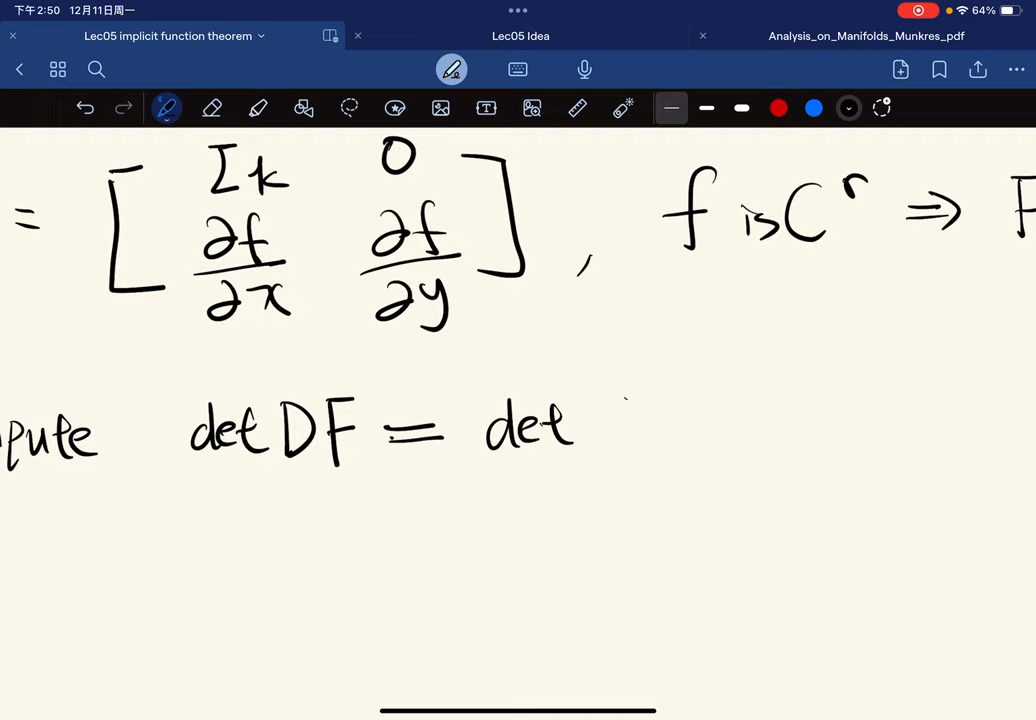 下午2:50 12月11日周一 64%
Lec05 implicit function theorem Lec05 Idea Analysis_on_Manifolds_Munkres_pdf
= [ Ik 0 , f is C^r ⇒ F
∂f/∂x ∂f/∂y ]
pute det DF = det